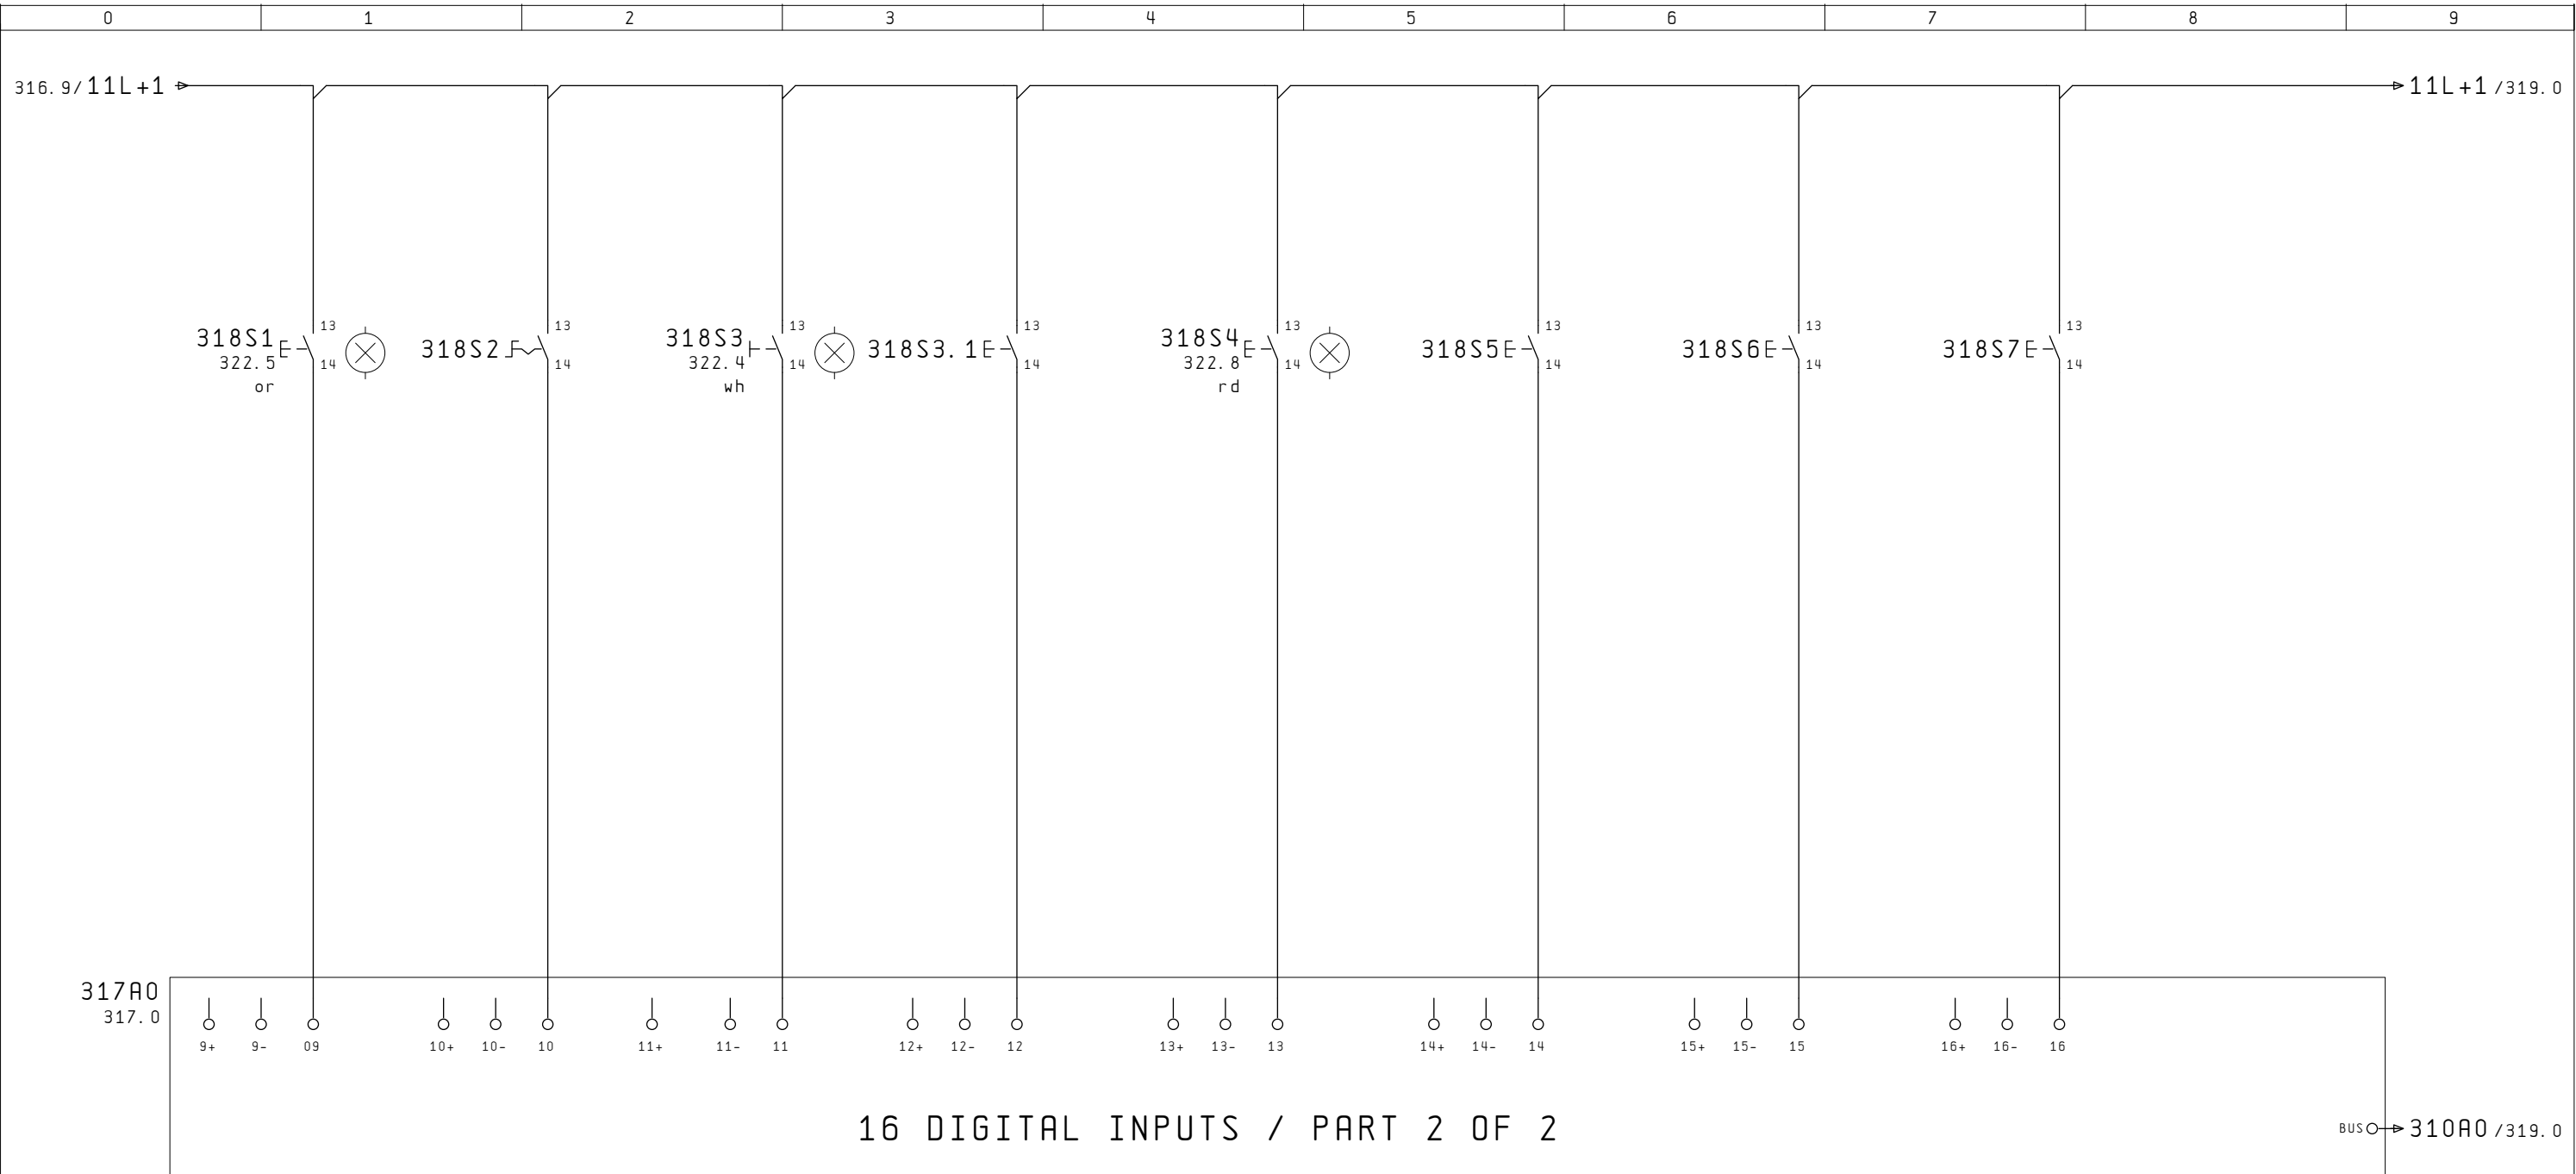 0 1 2 3 4 5 6 7 8 9
316.9/11L+1 11L+1/319.0
13 13 13 13 13 13 13 13
318S1 318S2 318S3 318S3.1 318S4 318S5 318S6 318S7
322.5 14 14 322.4 14 14 322.8 14 14 14 14
or wh rd
317A0
317.0
9+ 9- 09 10+ 10- 10 11+ 11- 11 12+ 12- 12 13+ 13- 13 14+ 14- 14 15+ 15- 15 16+ 16- 16
16 DIGITAL INPUTS / PART 2 OF 2
BUS 310A0/319.0